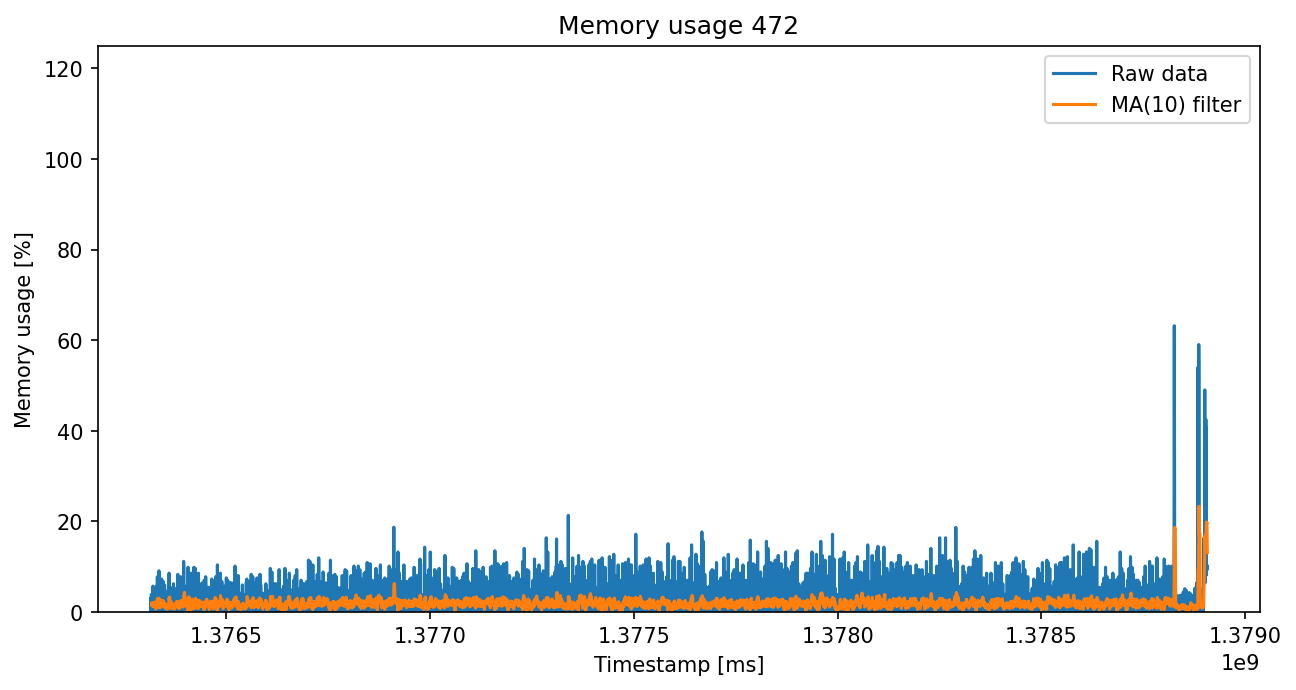 Memory usage 472
Raw data
MA(10) filter
Memory usage [%]
120
100
80
60
40
20
0
1.3765 1.3770 1.3775 1.3780 1.3785 1.3790
1e9
Timestamp [ms]